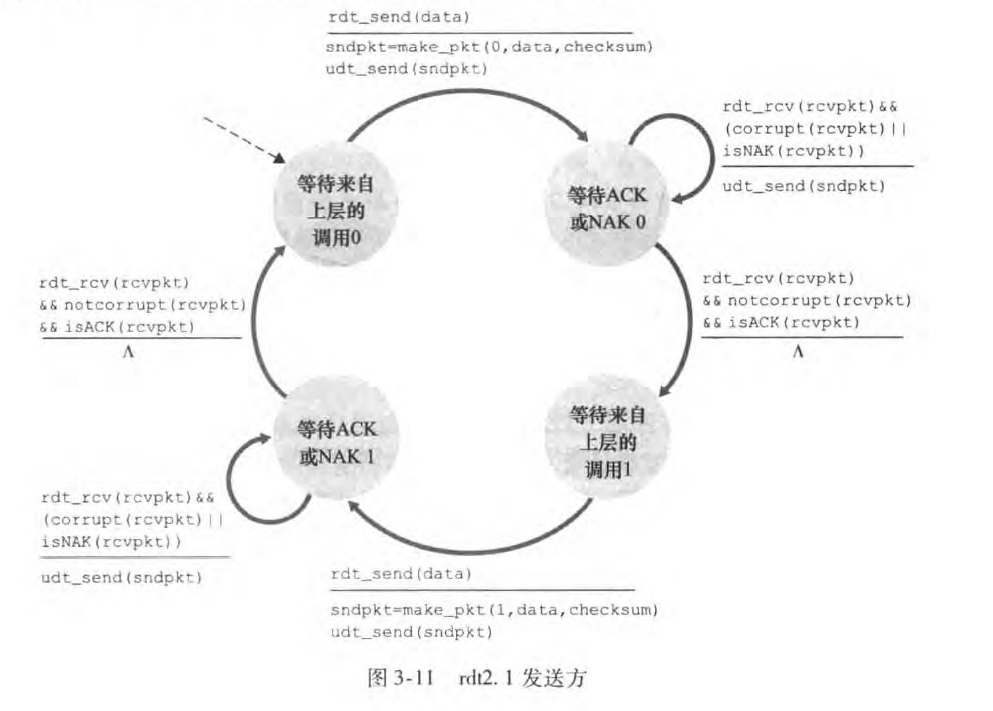 rdt_send(data)
sndpkt=make_pkt(0,data,checksum)
udt_send(sndpkt)
rdt_rcv(rcvpkt)&&
(corrupt(rcvpkt)||
isNAK(rcvpkt))
udt_send(sndpkt)
等待来自
上层的
调用0
等待ACK
或NAK 0
rdt_rcv(rcvpkt)
&& notcorrupt(rcvpkt)
&& isACK(rcvpkt)
Λ
rdt_rcv(rcvpkt)
&& notcorrupt(rcvpkt)
&& isACK(rcvpkt)
Λ
等待ACK
或NAK 1
等待来自
上层的
调用1
rdt_rcv(rcvpkt)&&
(corrupt(rcvpkt)||
isNAK(rcvpkt))
udt_send(sndpkt)
rdt_send(data)
sndpkt=make_pkt(1,data,checksum)
udt_send(sndpkt)
图 3-11 rdt2. 1 发送方